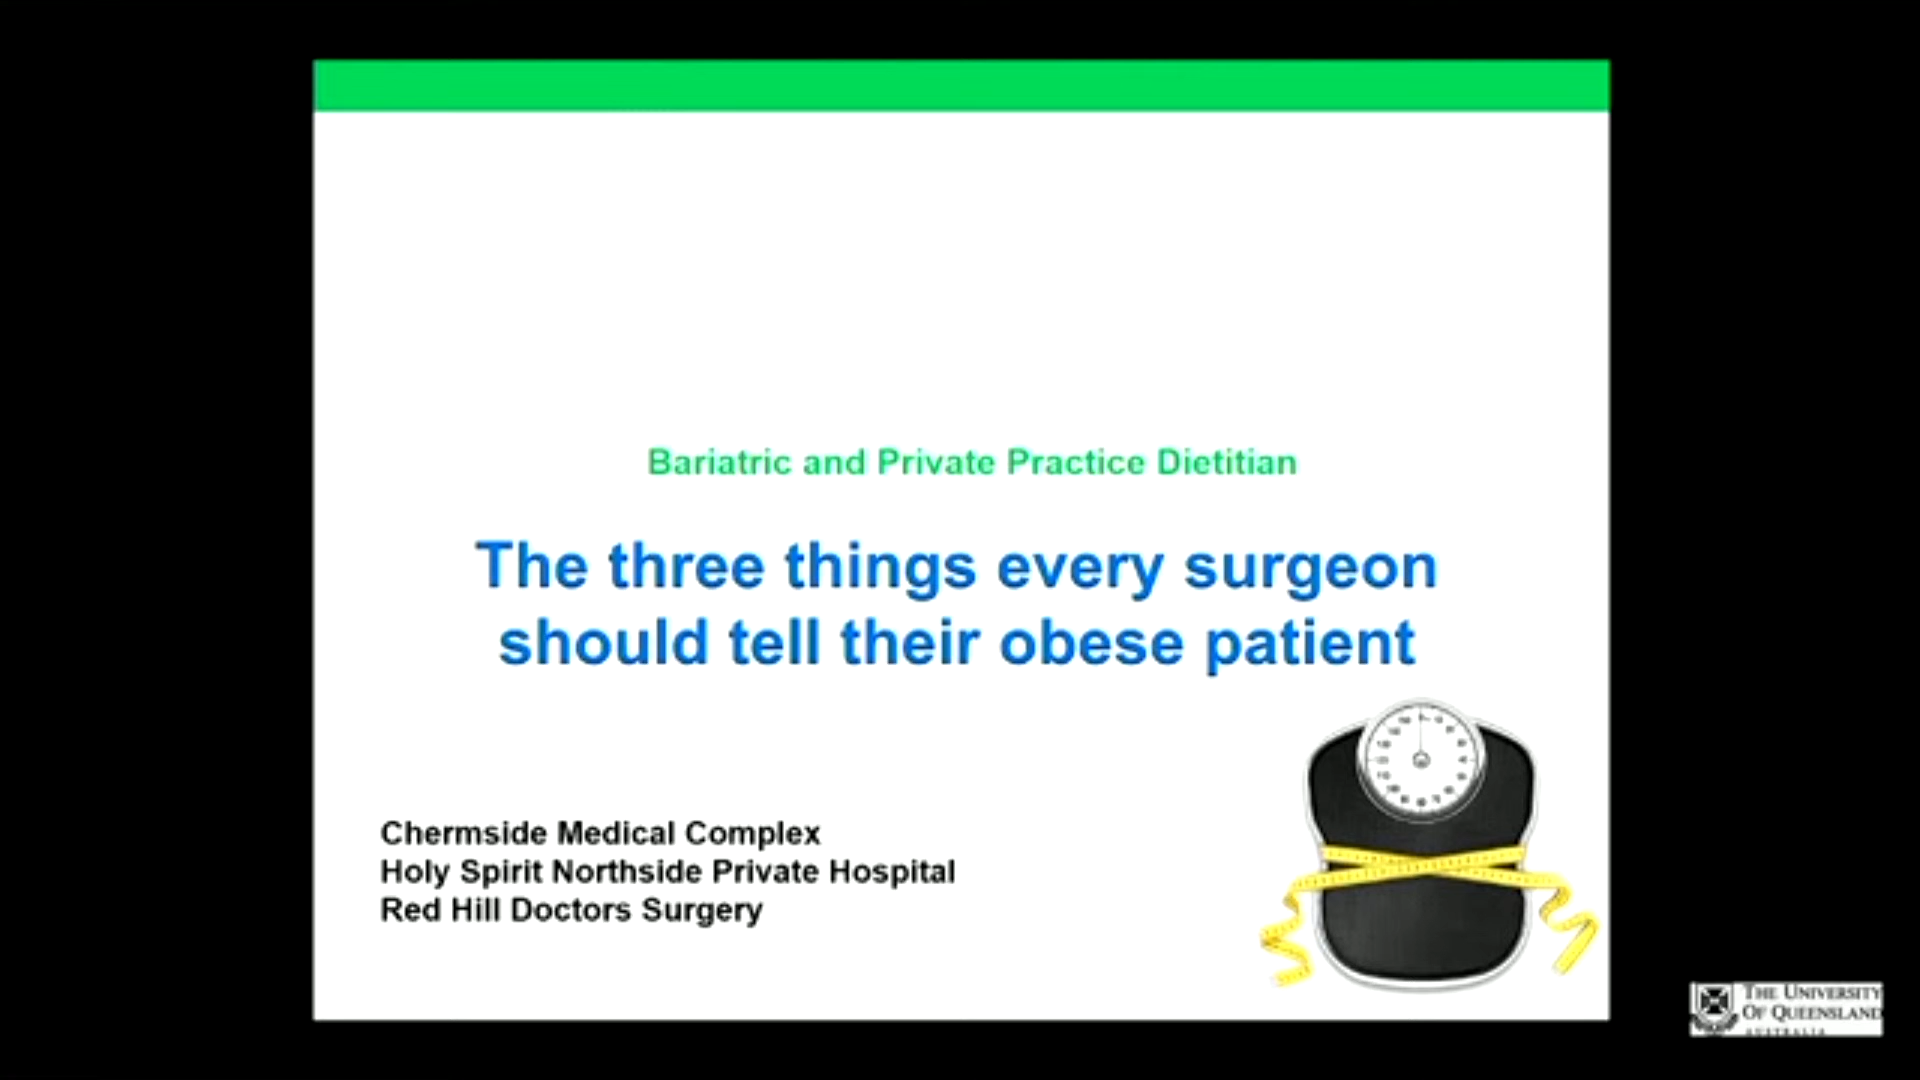 Bariatric and Private Practice Dietitian
The three things every surgeon
should tell their obese patient
Chermside Medical Complex
Holy Spirit Northside Private Hospital
Red Hill Doctors Surgery
THE UNIVERSITY
OF QUEENSLAND
AUSTRALIA